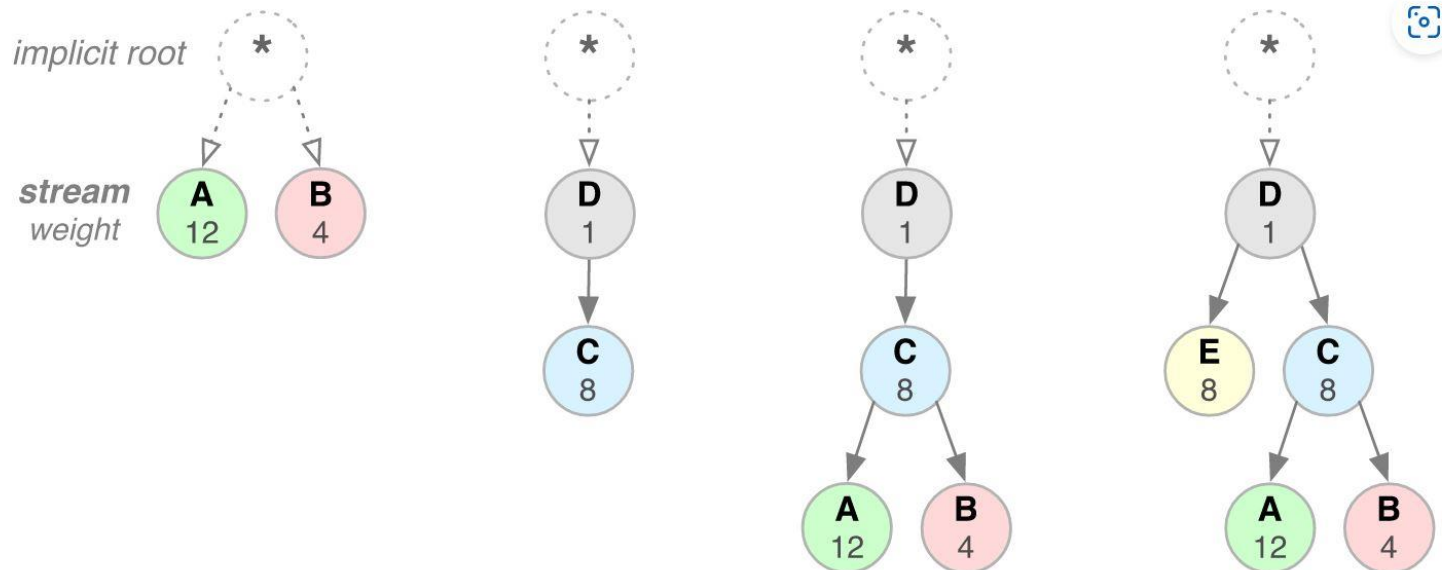 implicit root * * * *
stream A B D D D
weight 12 4 1 1 1
C C E C
8 8 8 8
A B A B
12 4 12 4